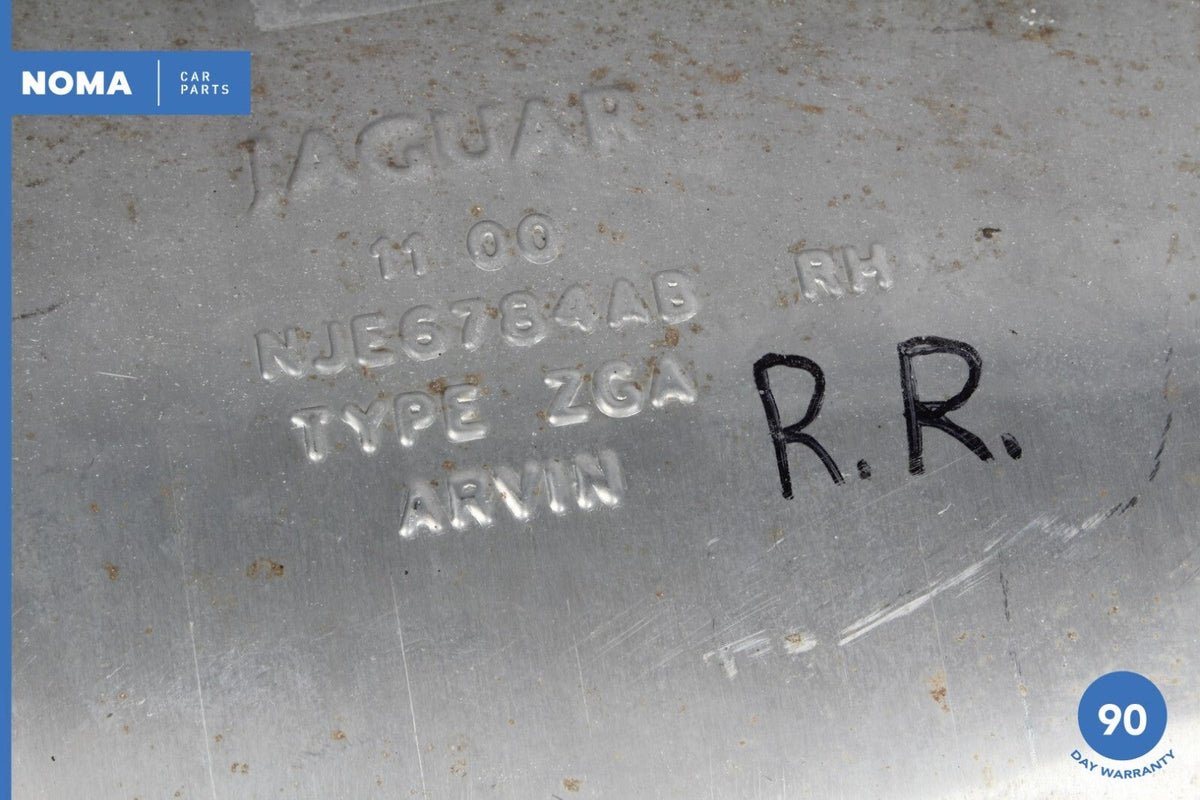 NOMA CAR PARTS
JAGUAR
11 00
NJE6784AB RH
TYPE ZGA
ARVIN
R.R.
90
DAY WARRANTY